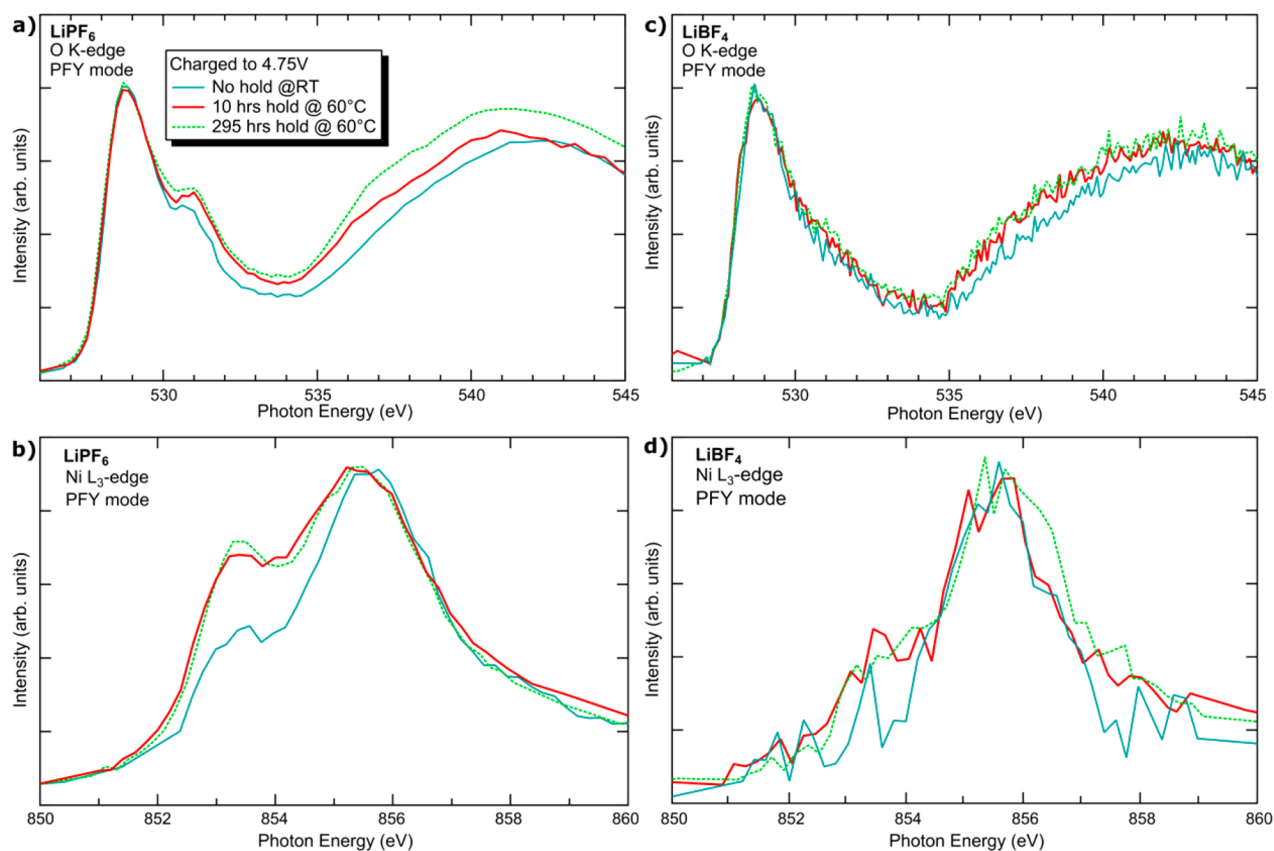 a)
LiPF6
O K-edge
PFY mode
Charged to 4.75V
No hold @RT
10 hrs hold @ 60°C
295 hrs hold @ 60°C
Intensity (arb. units)
530 535 540 545
Photon Energy (eV)
c)
LiBF4
O K-edge
PFY mode
Intensity (arb. units)
530 535 540 545
Photon Energy (eV)
b)
LiPF6
Ni L3-edge
PFY mode
Intensity (arb. units)
850 852 854 856 858 860
Photon Energy (eV)
d)
LiBF4
Ni L3-edge
PFY mode
Intensity (arb. units)
850 852 854 856 858 860
Photon Energy (eV)